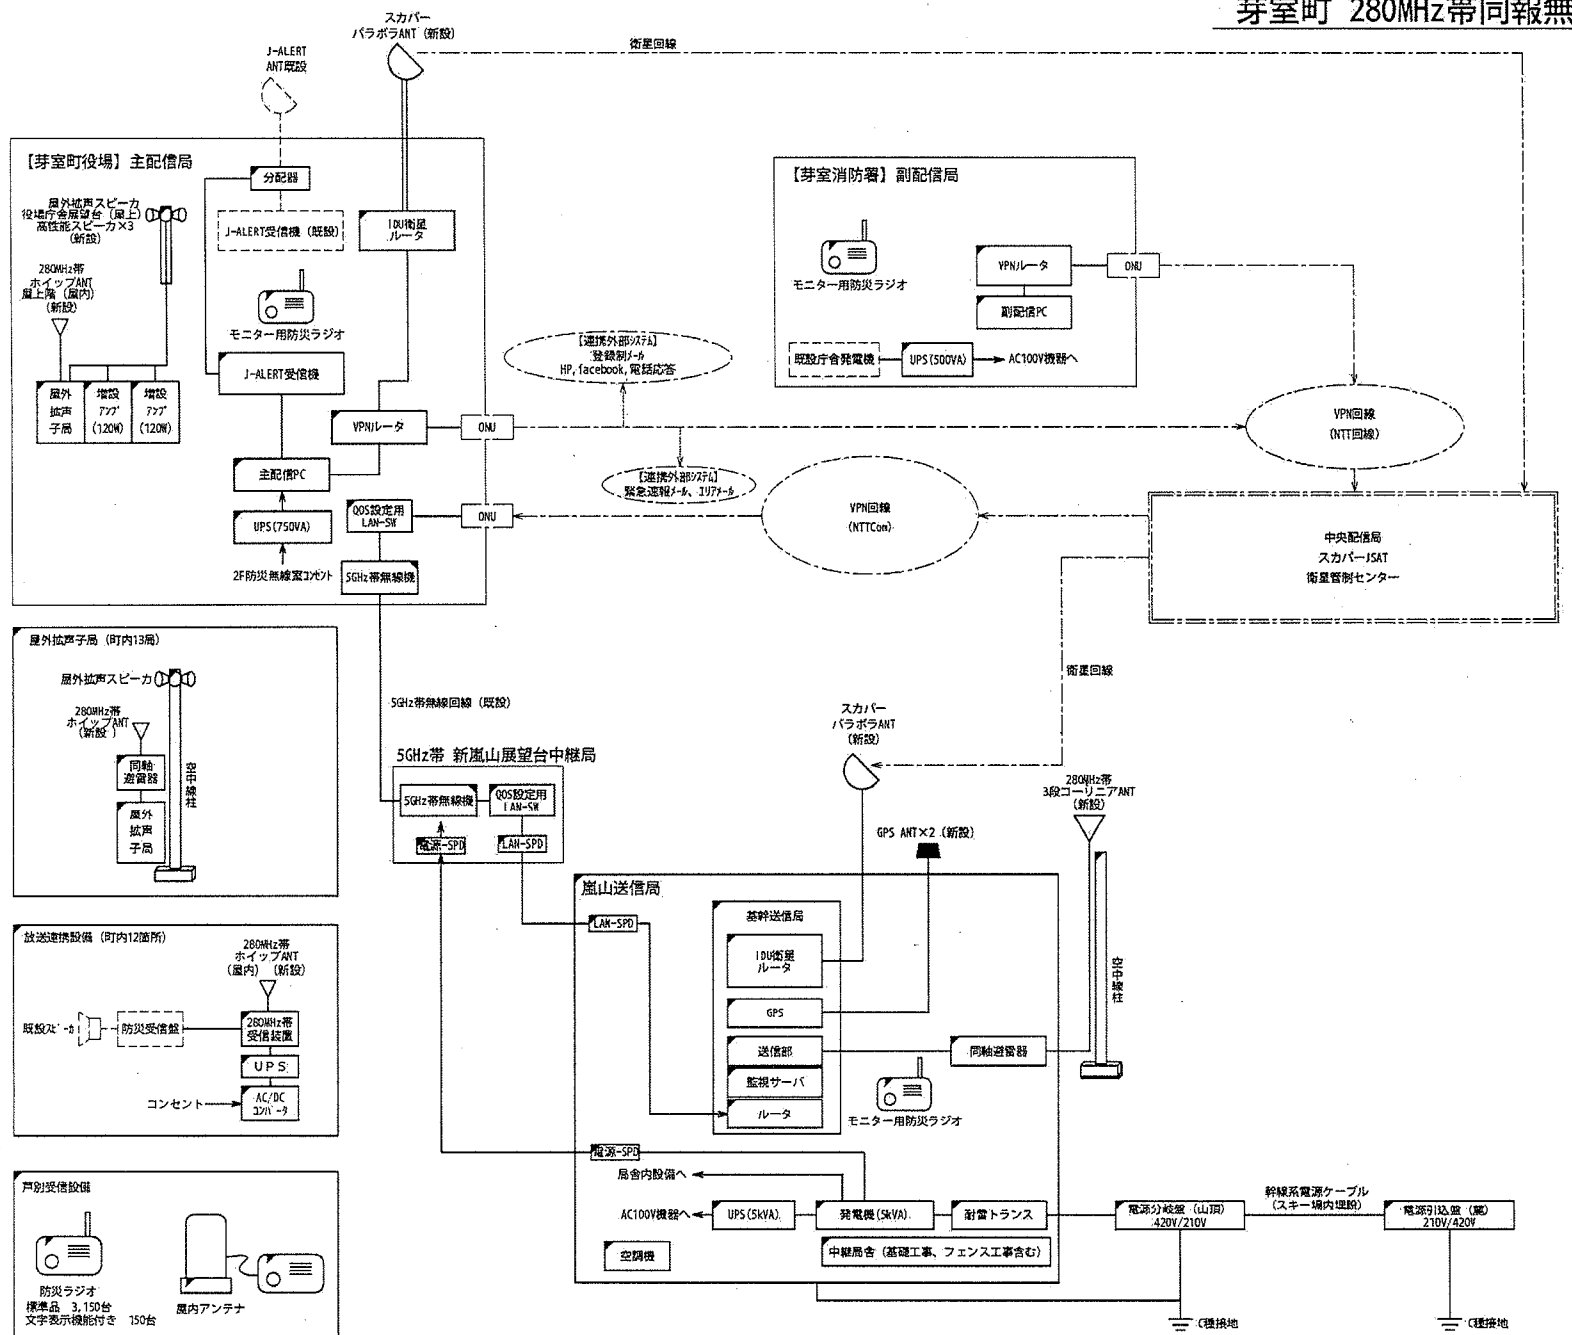 芽室町 280MHz帯同報無
スカパー
パラボラANT (新設)
衛星回線
J-ALERT
ANT既設
【芽室町役場】主配信局
分配器
屋外拡声スピーカ
役場庁舎展望台 (屋上)
高性能スピーカ×3
(新設)
J-ALERT受信機 (既設)
IDU衛星
ルータ
280MHz帯
ホイップANT
屋上階 (屋内)
(新設)
モニター用防災ラジオ
J-ALERT受信機
屋外
拡声
子局
増設
アンプ
(120W)
増設
アンプ
(120W)
VPNルータ
ONU
主配信PC
QOS設定用
LAN-SW
ONU
UPS(750VA)
2F防災無線室コンセント
5GHz帯無線機
【連携外部システム】
登録制メール
HP,facebook,電話応答
【連携外部システム】
緊急速報メール、エリアメール
【芽室消防署】副配信局
モニター用防災ラジオ
VPNルータ
ONU
副配信PC
既設庁舎発電機
UPS(500VA)
AC100V機器へ
VPN回線
(NTT回線)
VPN回線
(NTTCom)
中央配信局
スカパーJSAT
衛星管制センター
衛星回線
屋外拡声子局 (町内13局)
屋外拡声スピーカ
280MHz帯
ホイップANT
(新設)
同軸
避雷器
屋外
拡声
子局
空中線柱
5GHz帯無線回線 (既設)
5GHz帯 新嵐山展望台中継局
5GHz帯無線機
QOS設定用
LAN-SW
電源-SPD
LAN-SPD
スカパー
パラボラANT
(新設)
GPS ANT×2 (新設)
280MHz帯
3段コーリニアANT
(新設)
空中線柱
放送連携設備 (町内12箇所)
280MHz帯
ホイップANT
(屋内) (新設)
既設スピーカ
防災受信盤
280MHz帯
受信装置
UPS
コンセント
AC/DC
コンバータ
嵐山送信局
LAN-SPD
基幹送信局
IDU衛星
ルータ
GPS
送信部
監視サーバ
ルータ
同軸避雷器
モニター用防災ラジオ
電源-SPD
局舎内設備へ
AC100V機器へ
UPS(5kVA)
発電機(5kVA)
耐雷トランス
空調機
中継局舎 (基礎工事、フェンス工事含む)
電源分岐盤 (山頂)
420V/210V
幹線系電源ケーブル
(スキー場内埋設)
電源引込盤 (麓)
210V/420V
C種接地
C種接地
戸別受信設備
防災ラジオ
標準品 3,150台
文字表示機能付き 150台
屋内アンテナ